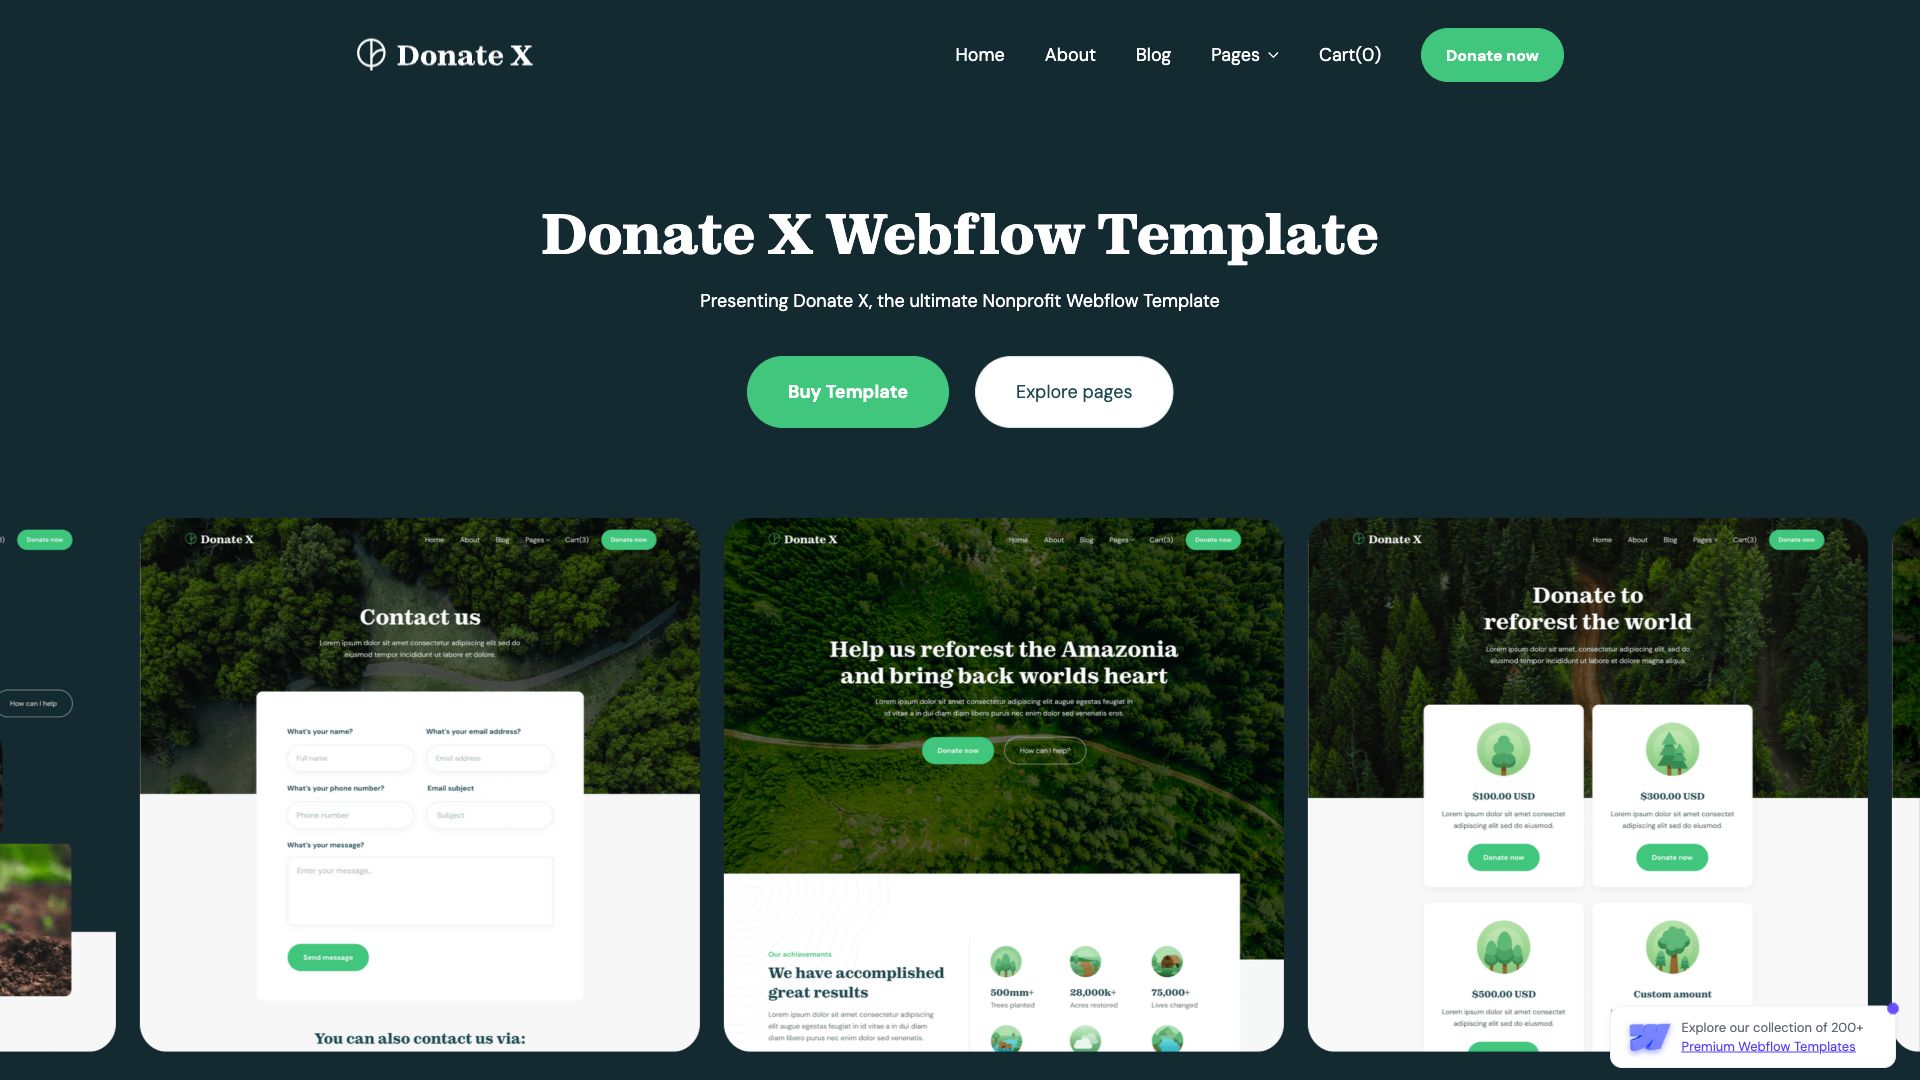 Donate X
Home
About
Blog
Pages
Cart(0)
Donate now
Donate X Webflow Template
Presenting Donate X, the ultimate Nonprofit Webflow Template
Buy Template
Explore pages
3)
Donate now
How can I help
Donate X
Home
About
Blog
Pages
Cart(3)
Donate now
Contact us
Lorem ipsum dolor sit amet consectetur adipiscing elit sed do
eiusmod tempor incididunt ut labore et dolore.
What's your name?
What's your email address?
Full name
Email address
What's your phone number?
Email subject
Phone number
Subject
What's your message?
Enter your message...
Send message
You can also contact us via:
Donate X
Home
About
Blog
Pages
Cart(3)
Donate now
Help us reforest the Amazonia
and bring back worlds heart
Lorem ipsum dolor sit amet consectetur adipiscing elit augue egestas feugiat in
id vitae a in dui diam diam libero purus nec enim dolor sed venenatis eros.
Donate now
How can I help?
Our achievements
We have accomplished
great results
Lorem ipsum dolor sit amet consectetur adipiscing
elit augue egestas feugiat in id vitae a in dui diam
diam libero purus nec enim dolor sed venenatis.
500mm+
Trees planted
28,000k+
Acres restored
75,000+
Lives changed
Donate X
Home
About
Blog
Pages
Cart(3)
Donate now
Donate to
reforest the world
Lorem ipsum dolor sit amet, consectetur adipiscing elit, sed do
eiusmod tempor incididunt ut labore et dolore magna aliqua.
$100.00 USD
Lorem ipsum dolor sit amet, consectet
adipiscing elit sed do eiusmod.
Donate now
$300.00 USD
Lorem ipsum dolor sit amet, consectet
adipiscing elit sed do eiusmod.
Donate now
$500.00 USD
Lorem ipsum dolor sit amet, consectet
adipiscing elit sed do eiusmod.
Custom amount
Explore our collection of 200+
Premium Webflow Templates